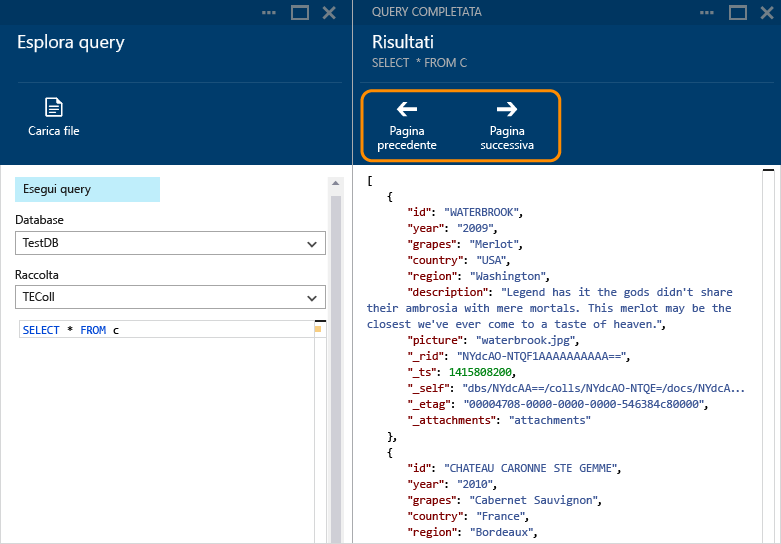 Esplora query
Carica file
Esegui query
Database
TestDB
Raccolta
TEColl
SELECT * FROM c
QUERY COMPLETATA
Risultati
SELECT * FROM C
Pagina precedente
Pagina successiva
[
{
"id": "WATERBROOK",
"year": "2009",
"grapes": "Merlot",
"country": "USA",
"region": "Washington",
"description": "Legend has it the gods didn't share
their ambrosia with mere mortals. This merlot may be the
closest we've ever come to a taste of heaven.",
"picture": "waterbrook.jpg",
"_rid": "NYdcAO-NTQF1AAAAAAAAAA==",
"_ts": 1415808200,
"_self": "dbs/NYdcAA==/colls/NYdcAO-NTQE=/docs/NYdcA...
"_etag": "00004708-0000-0000-0000-546384c80000",
"_attachments": "attachments"
},
{
"id": "CHATEAU CARONNE STE GEMME",
"year": "2010",
"grapes": "Cabernet Sauvignon",
"country": "France",
"region": "Bordeaux",